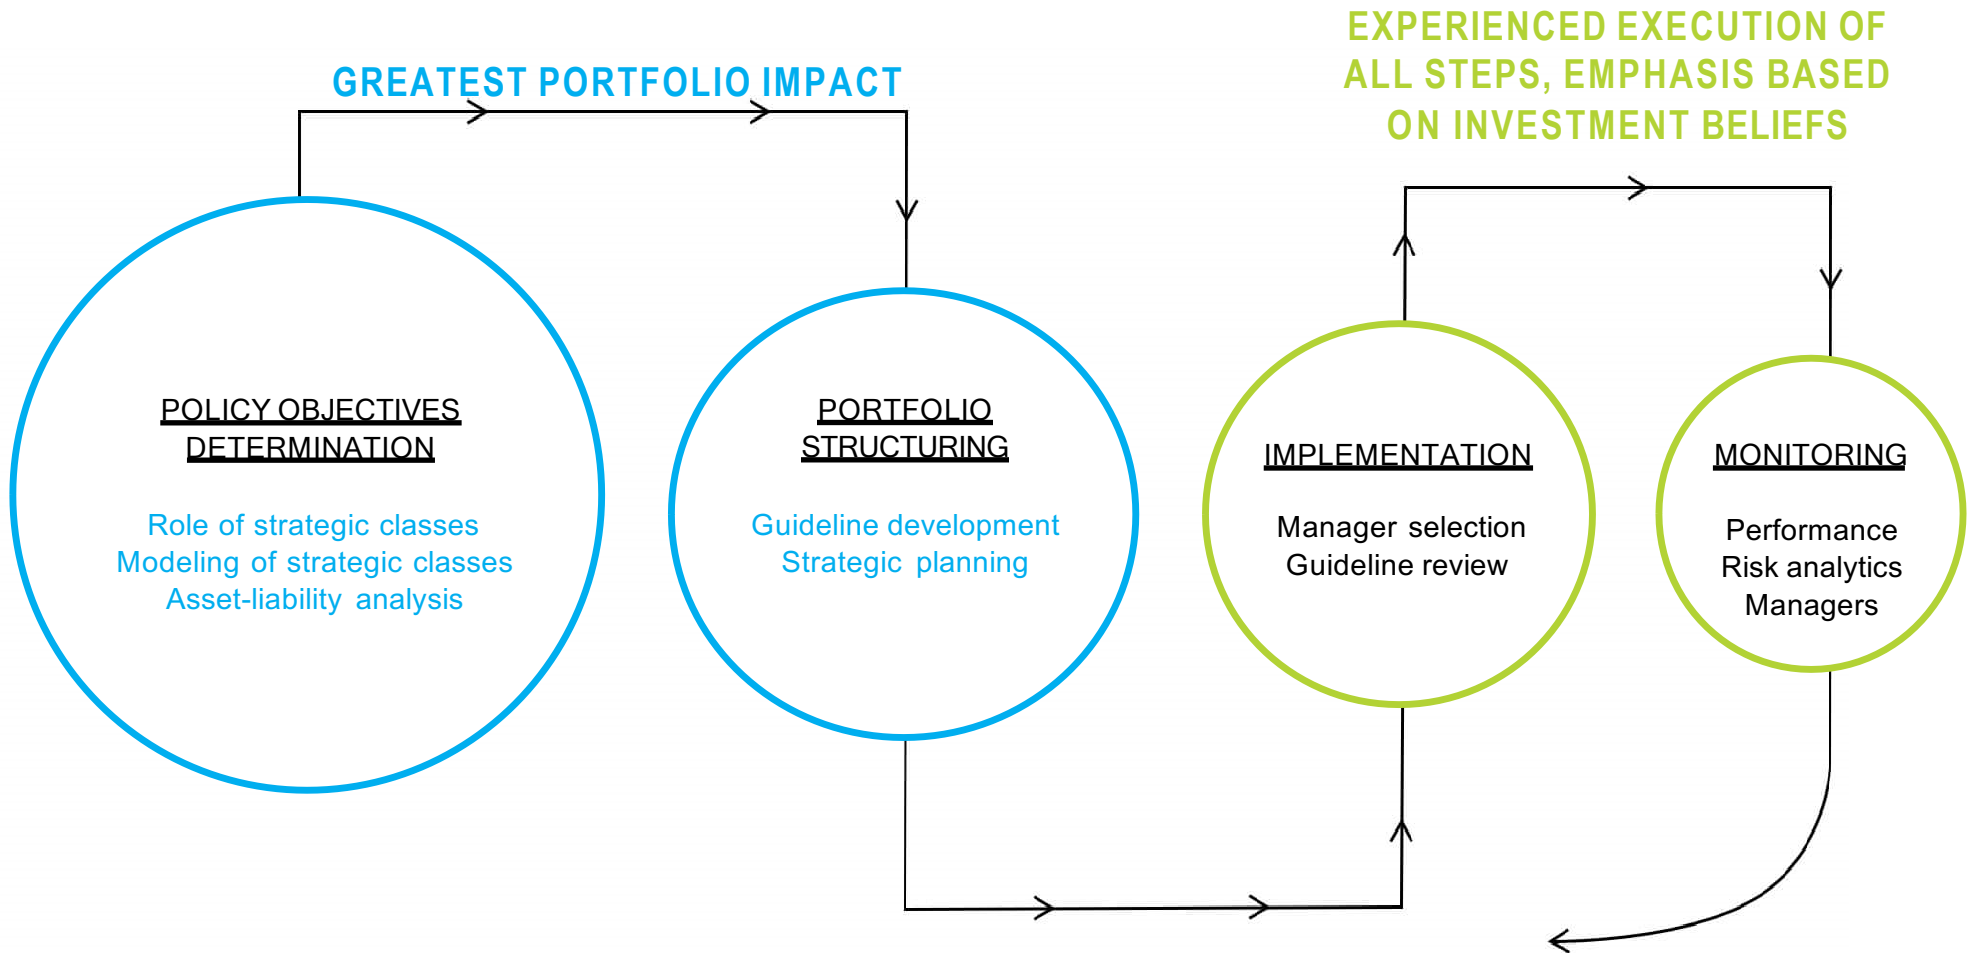 GREATEST PORTFOLIO IMPACT
EXPERIENCED EXECUTION OF
ALL STEPS, EMPHASIS BASED
ON INVESTMENT BELIEFS
POLICY OBJECTIVES
DETERMINATION
Role of strategic classes
Modeling of strategic classes
Asset-liability analysis
PORTFOLIO
STRUCTURING
Guideline development
Strategic planning
IMPLEMENTATION
Manager selection
Guideline review
MONITORING
Performance
Risk analytics
Managers